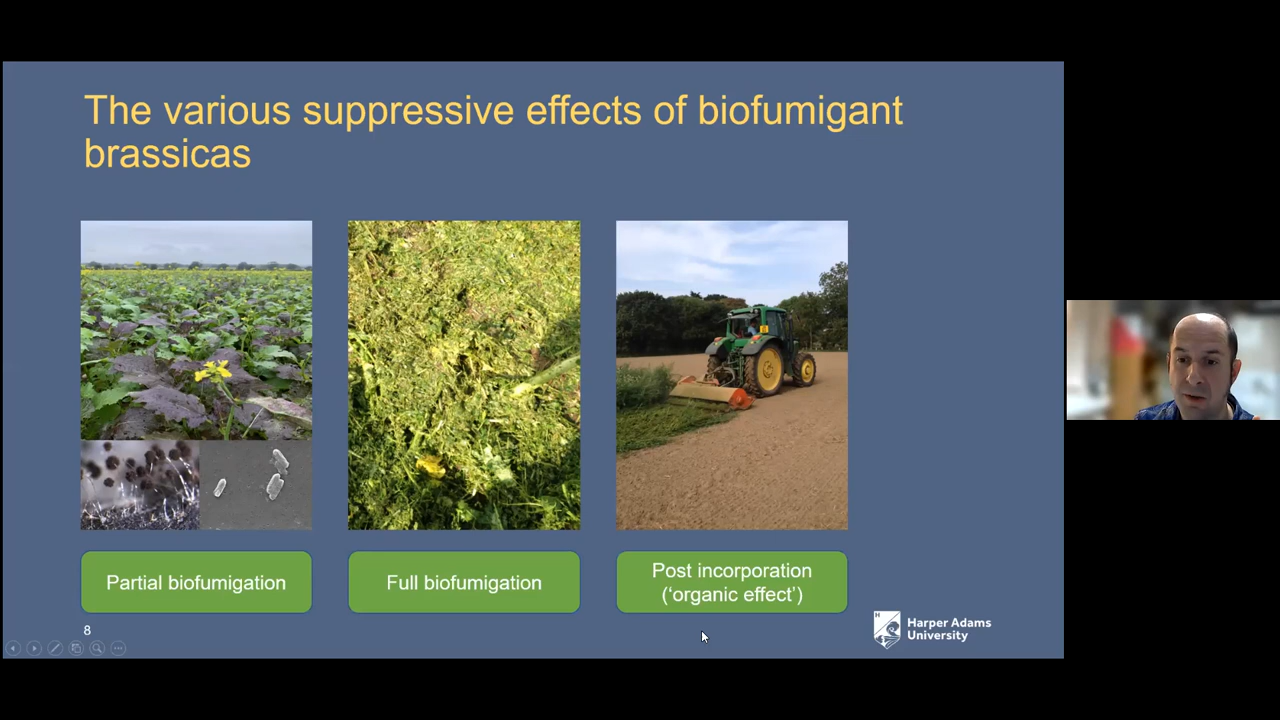 The various suppressive effects of biofumigant
brassicas
Partial biofumigation
Full biofumigation
Post incorporation
(‘organic effect’)
8
H
Harper Adams
University